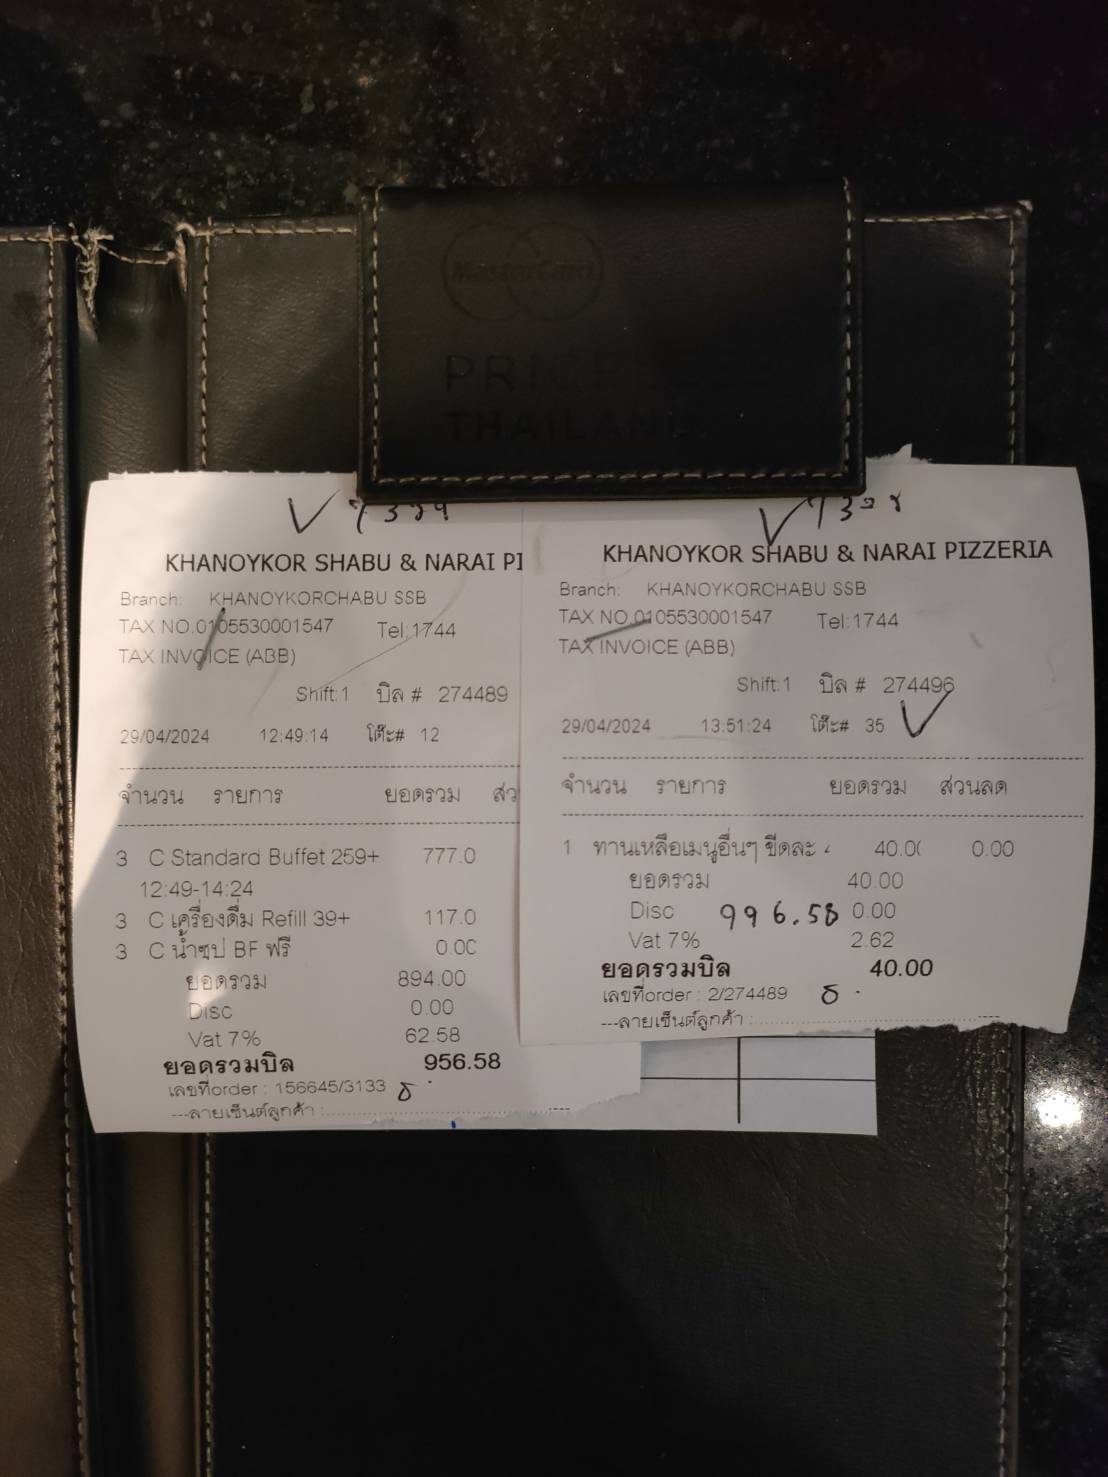 MasterCard
PRICELESS
THAILAND
KHANOYKOR SHABU & NARAI PI
Branch: KHANOYKORCHABU SSB
TAX NO.0105530001547 Tel:1744
TAX INVOICE (ABB)
Shift:1 บิล # 274489
29/04/2024 12:49:14 โต๊ะ# 12
จำนวน รายการ ยอดรวม ส่ว
3 C Standard Buffet 259+ 777.0
12:49-14:24
3 C เครื่องดื่ม Refill 39+ 117.0
3 C น้ำซุป BF ฟรี 0.00
ยอดรวม 894.00
Disc 0.00
Vat 7% 62.58
ยอดรวมบิล 956.58
เลขที่order : 156645/3133
---ลายเซ็นต์ลูกค้า :
KHANOYKOR SHABU & NARAI PIZZERIA
Branch: KHANOYKORCHABU SSB
TAX NO.0105530001547 Tel:1744
TAX INVOICE (ABB)
Shift:1 บิล # 274496
29/04/2024 13:51:24 โต๊ะ# 35
จำนวน รายการ ยอดรวม ส่วนลด
1 ทานเหลือเมนูอื่นๆ ขีดละ 40.00 0.00
ยอดรวม 40.00
Disc 996.58 0.00
Vat 7% 2.62
ยอดรวมบิล 40.00
เลขที่order : 2/274489
---ลายเซ็นต์ลูกค้า :